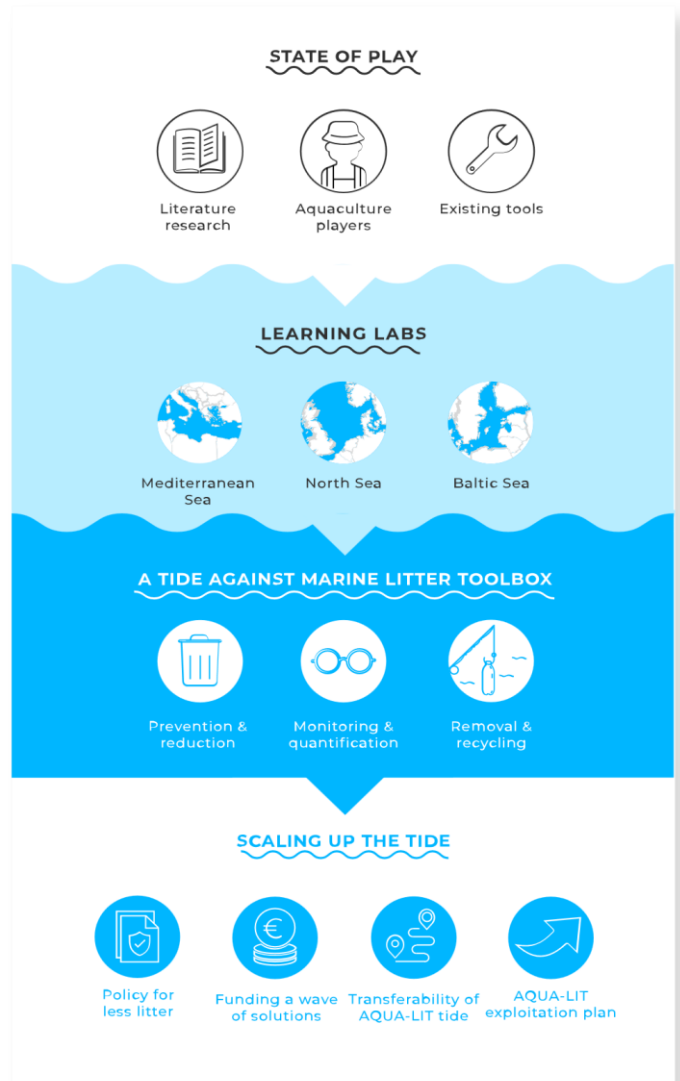 STATE OF PLAY
Literature
research
Aquaculture
players
Existing tools
LEARNING LABS
Mediterranean
Sea
North Sea
Baltic Sea
A TIDE AGAINST MARINE LITTER TOOLBOX
Prevention &
reduction
Monitoring &
quantification
Removal &
recycling
SCALING UP THE TIDE
€
Policy for
less litter
Funding a wave
of solutions
Transferability of
AQUA-LIT tide
AQUA-LIT
exploitation plan